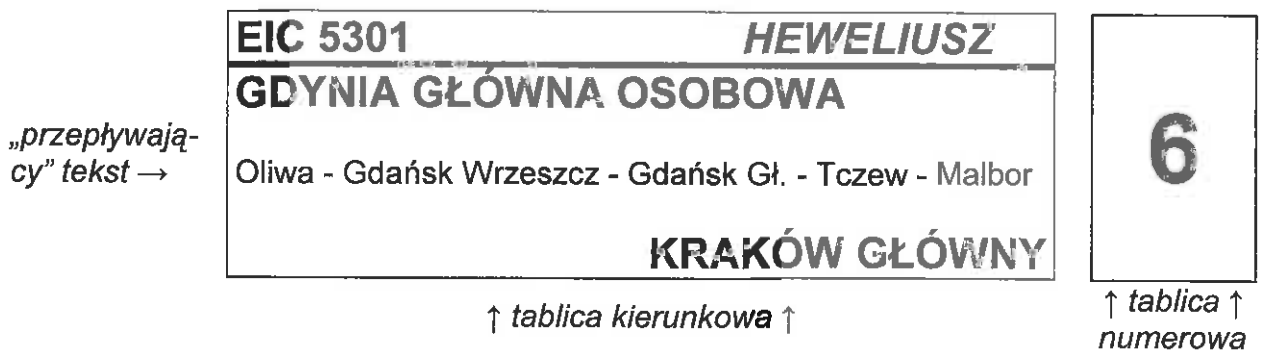 EIC 5301 HEWELIUSZ
GDYNIA GŁÓWNA OSOBOWA
„przepływają-
cy” tekst →
Oliwa - Gdańsk Wrzeszcz - Gdańsk Gł. - Tczew - Malbor
6
KRAKÓW GŁÓWNY
↑ tablica kierunkowa ↑
↑ tablica ↑
numerowa